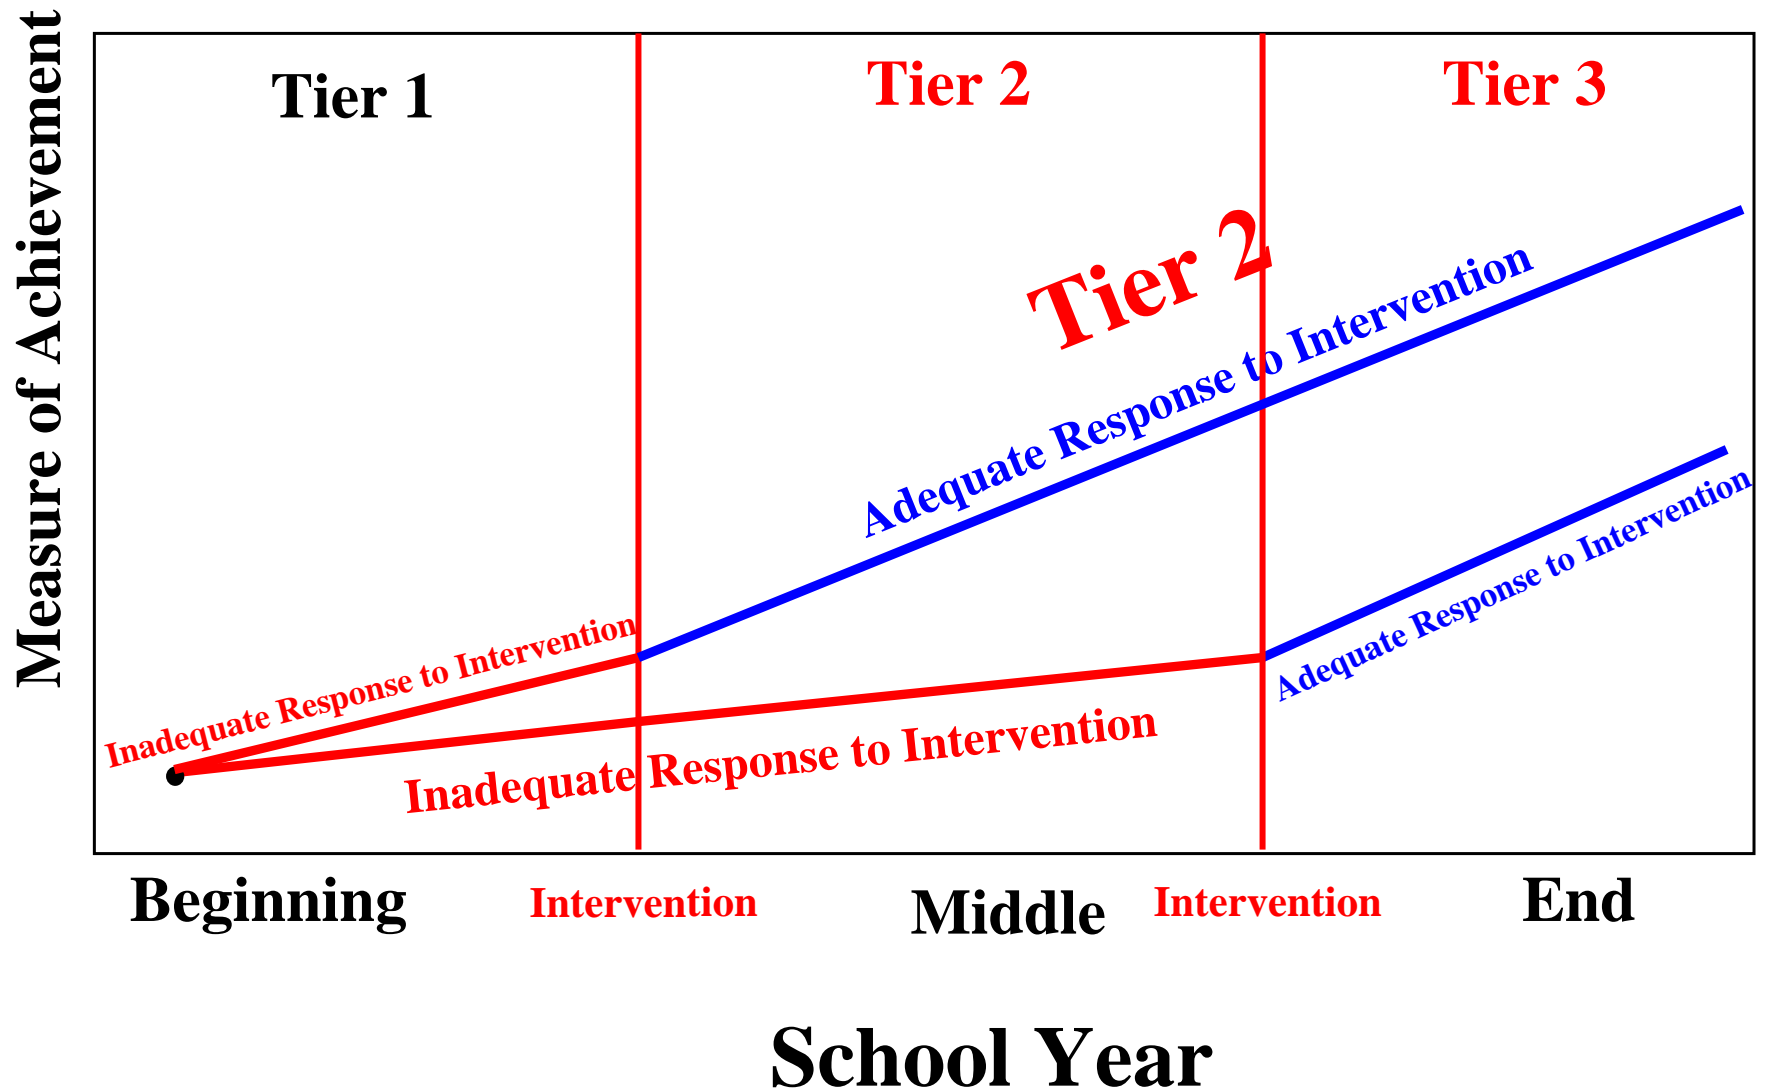 Measure of Achievement
Tier 1
Tier 2
Tier 3
Tier 2
Adequate Response to Intervention
Inadequate Response to Intervention
Adequate Response to Intervention
Inadequate Response to Intervention
Beginning
Intervention
Middle
Intervention
End
School Year